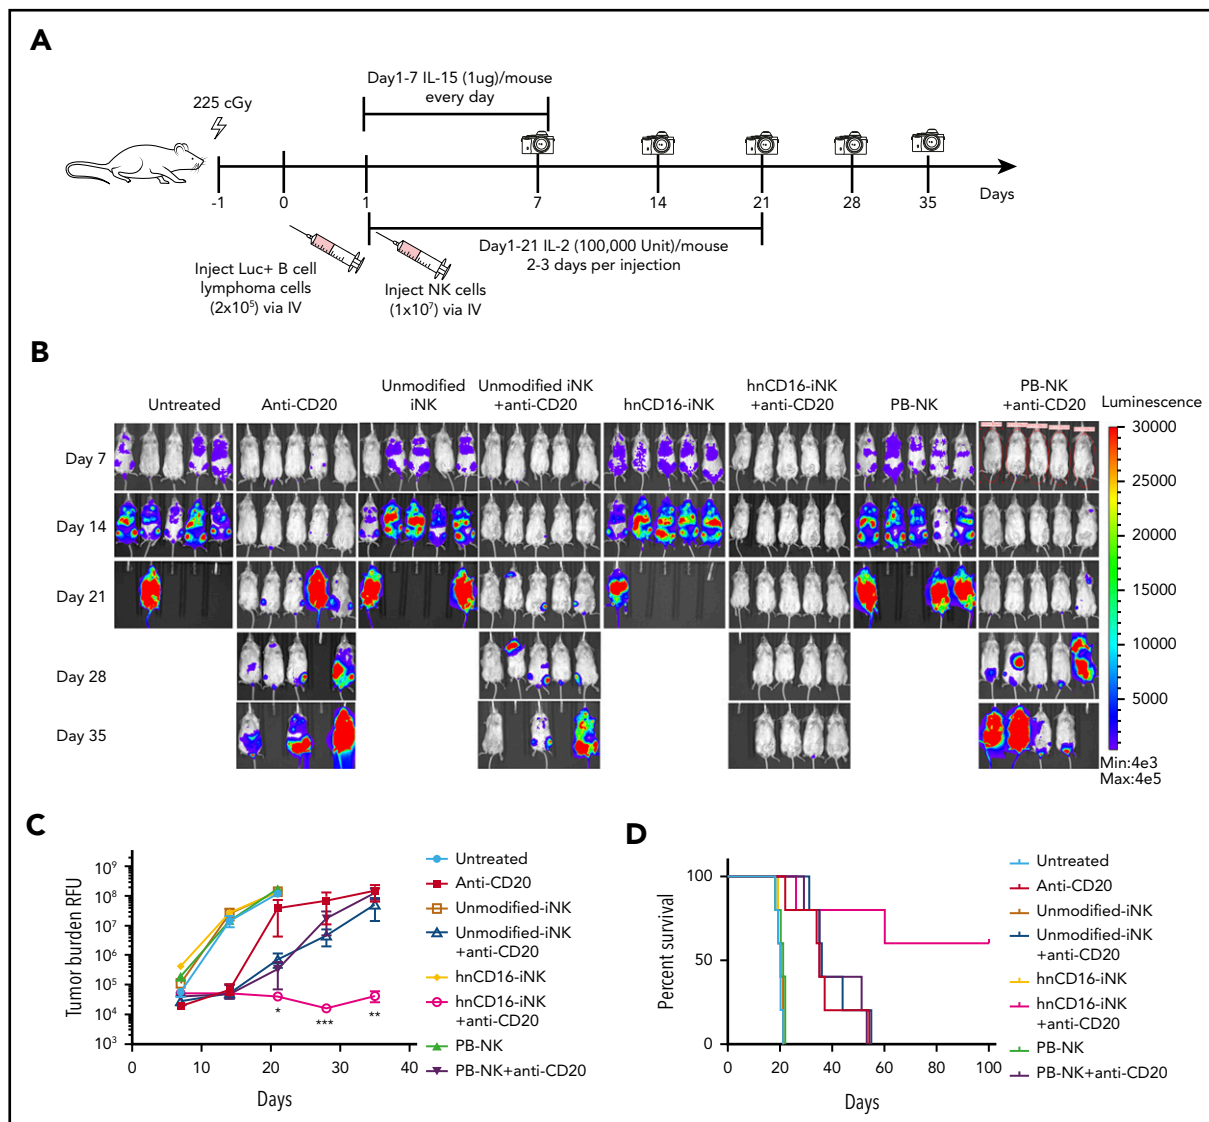 A
Day1-7 IL-15 (1ug)/mouse
every day
225 cGy
-1
0
1
7
14
21
28
35
Days
Day1-21 IL-2 (100,000 Unit)/mouse
2-3 days per injection
Inject Luc+ B cell
lymphoma cells
(2x10⁵) via IV
Inject NK cells
(1x10⁷) via IV
B
Untreated
Anti-CD20
Unmodified
iNK
Unmodified iNK
+anti-CD20
hnCD16-iNK
hnCD16-iNK
+anti-CD20
PB-NK
PB-NK
+anti-CD20
Luminescence
Day 7
Day 14
Day 21
Day 28
Day 35
30000
25000
20000
15000
10000
5000
Min:4e3
Max:4e5
C
Tumor burden RFU
10⁹
10⁸
10⁷
10⁶
10⁵
10⁴
10³
0
10
20
30
40
Days
*
***
**
Untreated
Anti-CD20
Unmodified-iNK
Unmodified-iNK
+anti-CD20
hnCD16-iNK
hnCD16-iNK
+anti-CD20
PB-NK
PB-NK+anti-CD20
D
Percent survival
100
50
0
0
20
40
60
80
100
Days
Untreated
Anti-CD20
Unmodified-iNK
Unmodified-iNK
+anti-CD20
hnCD16-iNK
hnCD16-iNK
+anti-CD20
PB-NK
PB-NK+anti-CD20